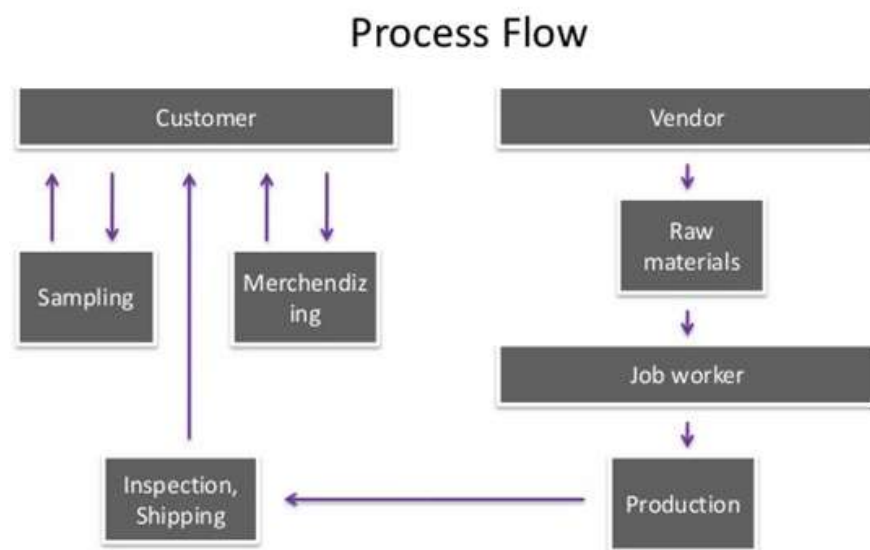 Process Flow
Customer
Vendor
Raw
materials
Sampling
Merchendiz
ing
Job worker
Inspection,
Shipping
Production